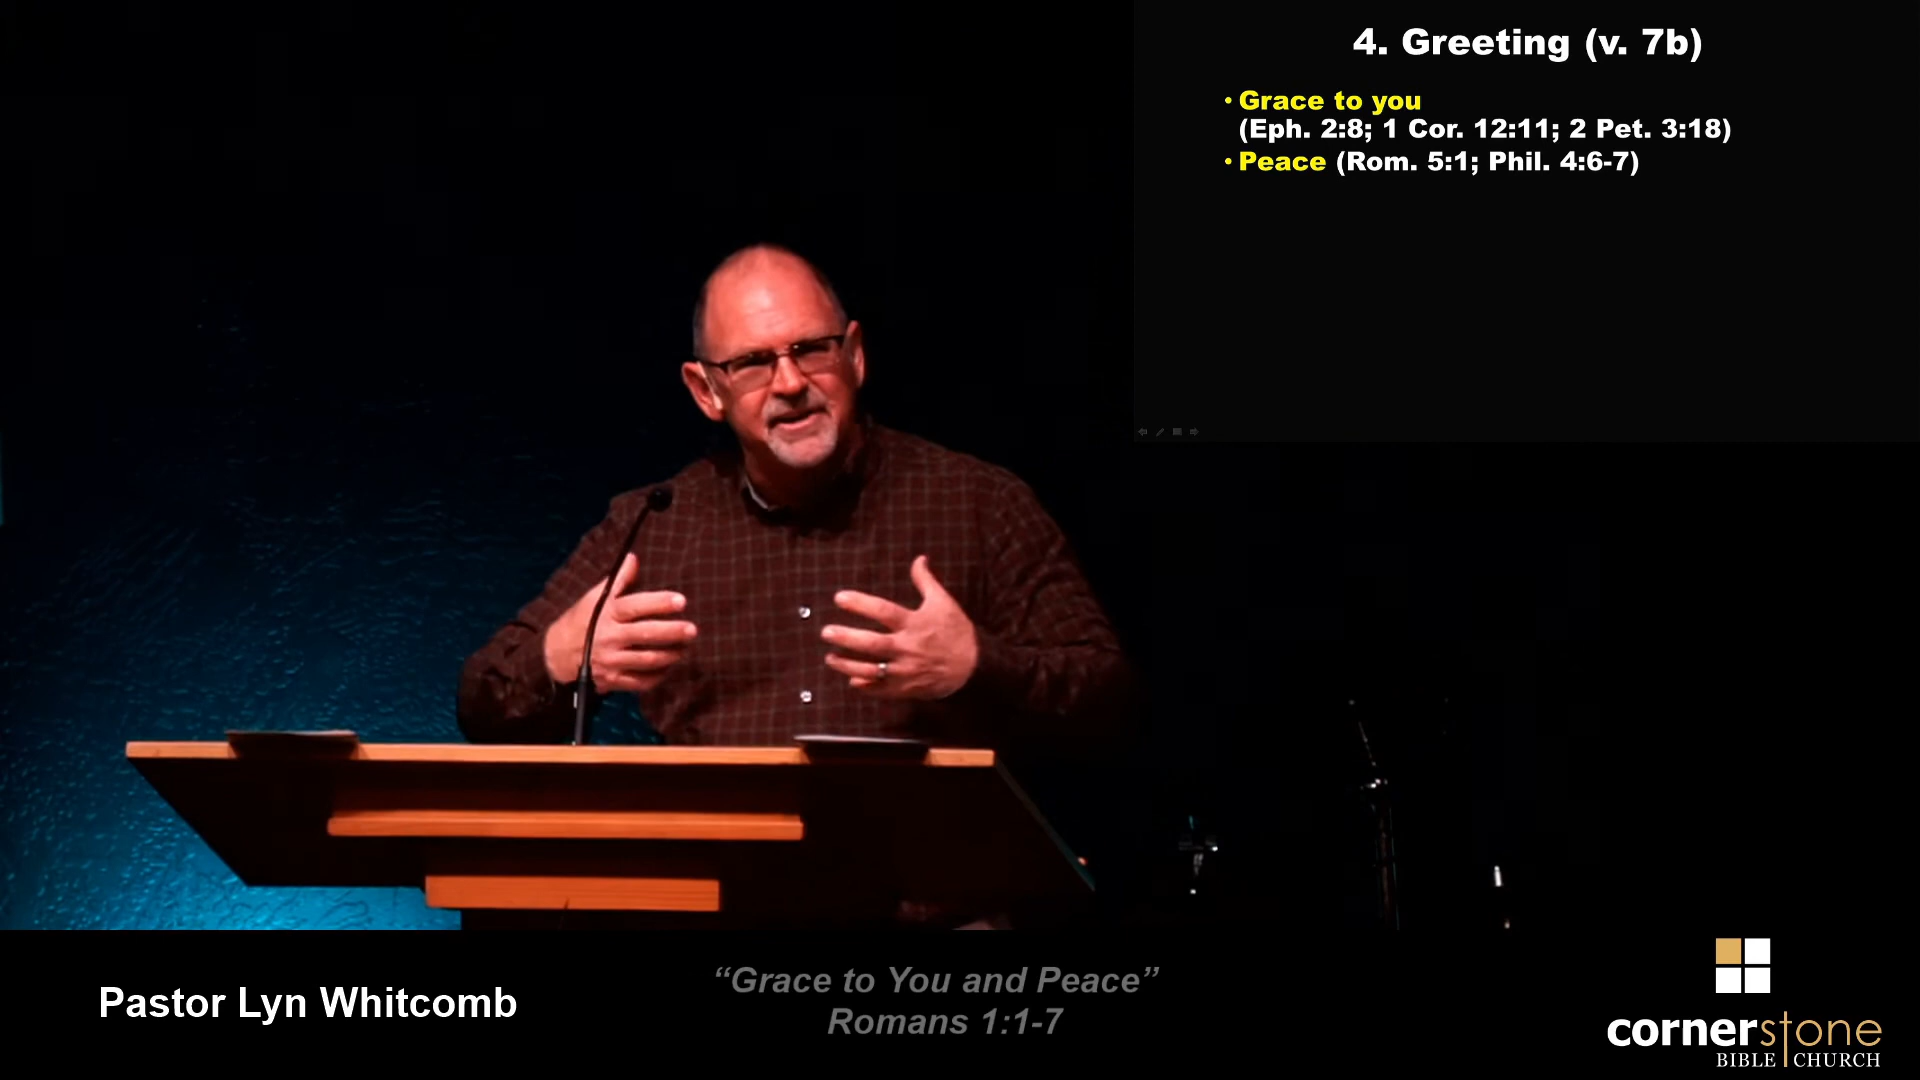 4. Greeting (v. 7b)
• Grace to you
(Eph. 2:8; 1 Cor. 12:11; 2 Pet. 3:18)
• Peace (Rom. 5:1; Phil. 4:6-7)
Pastor Lyn Whitcomb
“Grace to You and Peace”
Romans 1:1-7
cornerstone
BIBLE CHURCH